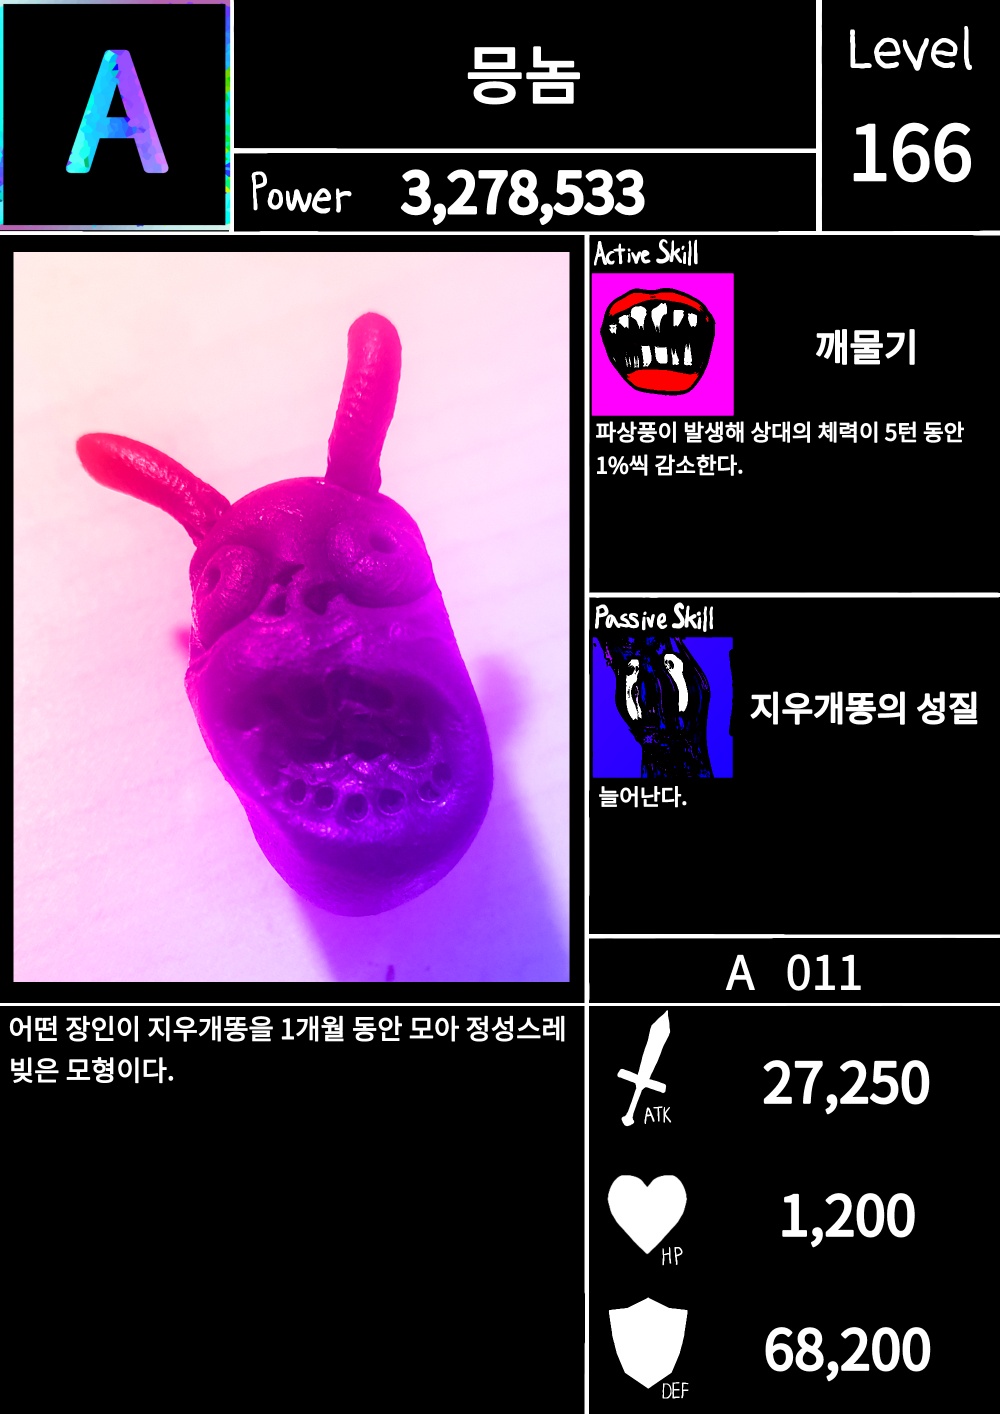 A
믕놈
Level
166
Power 3,278,533
Active Skill
깨물기
파상풍이 발생해 상대의 체력이 5턴 동안
1%씩 감소한다.
Passive Skill
지우개똥의 성질
늘어난다.
A 011
어떤 장인이 지우개똥을 1개월 동안 모아 정성스레
빚은 모형이다.
27,250
ATK
1,200
HP
68,200
DEF